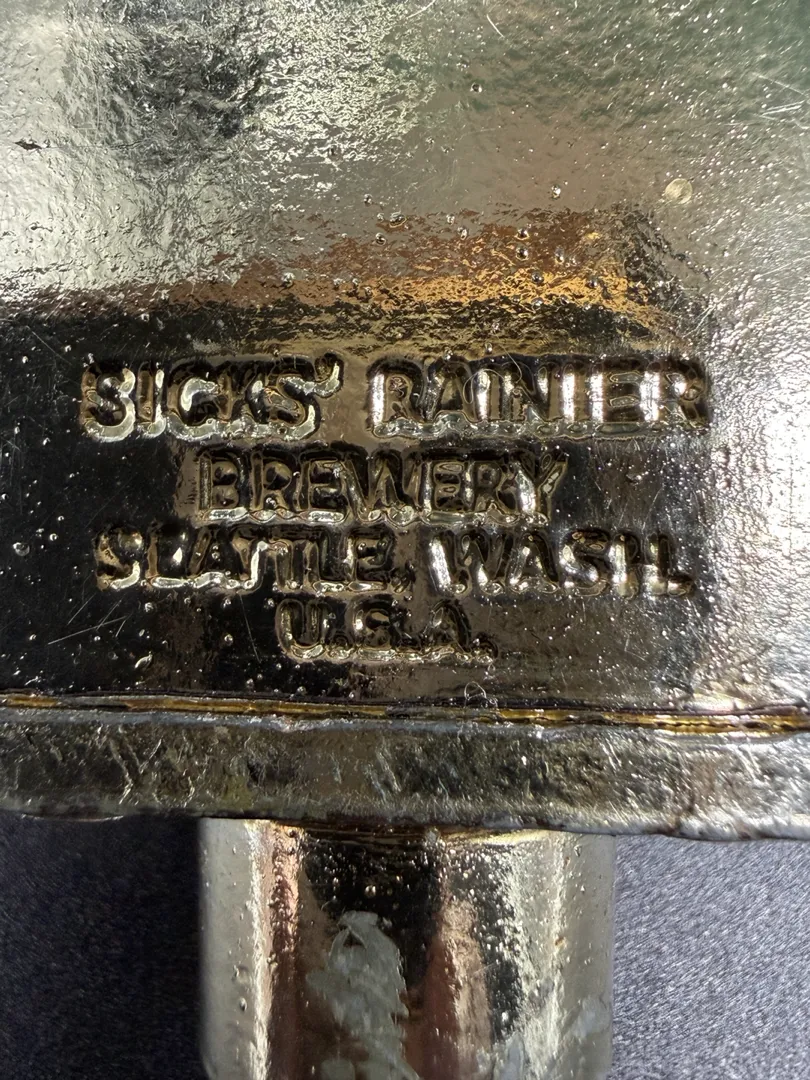 SICKS' RAINIER
BREWERY
SEATTLE, WASH.
U.S.A.